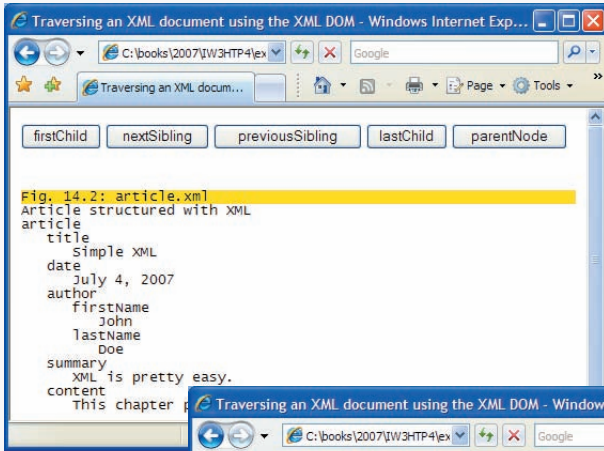 Traversing an XML document using the XML DOM - Windows Internet Exp...
C:\books\2007\IW3HTP4\ex
Google
Traversing an XML docum...
Page
Tools
»
firstChild
nextSibling
previousSibling
lastChild
parentNode
Fig. 14.2: article.xml
Article structured with XML
article
title
Simple XML
date
July 4, 2007
author
firstName
John
lastName
Doe
summary
XML is pretty easy.
content
This chapter p
Traversing an XML document using the XML DOM - Window
C:\books\2007\IW3HTP4\ex
Google